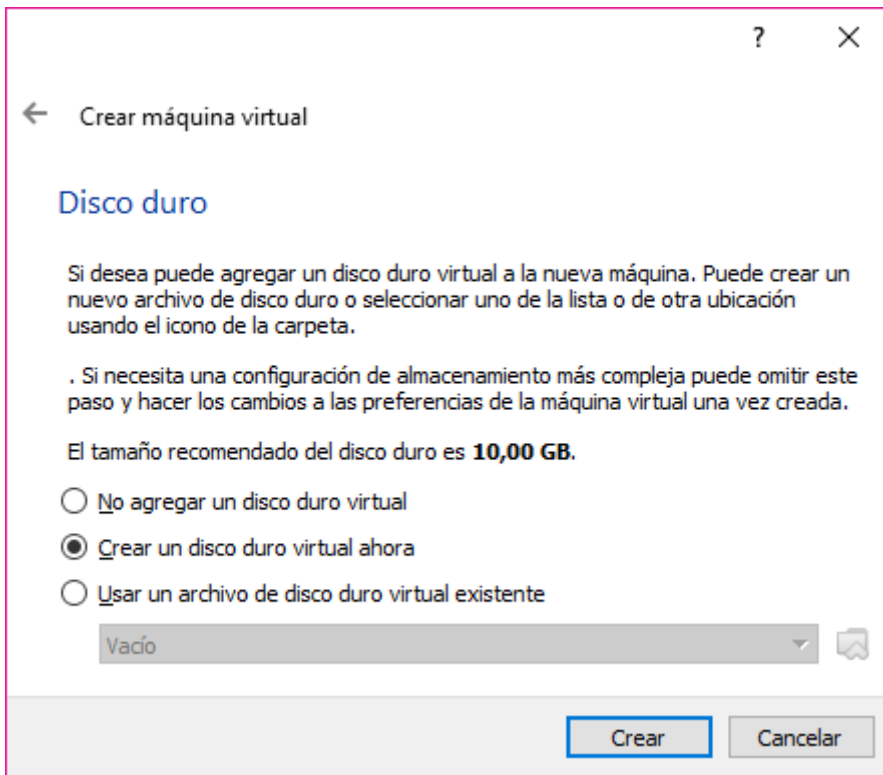 ?
Crear máquina virtual
Disco duro
Si desea puede agregar un disco duro virtual a la nueva máquina. Puede crear un
nuevo archivo de disco duro o seleccionar uno de la lista o de otra ubicación
usando el icono de la carpeta.
. Si necesita una configuración de almacenamiento más compleja puede omitir este
paso y hacer los cambios a las preferencias de la máquina virtual una vez creada.
El tamaño recomendado del disco duro es 10,00 GB.
No agregar un disco duro virtual
Crear un disco duro virtual ahora
Usar un archivo de disco duro virtual existente
Vacío
Crear
Cancelar